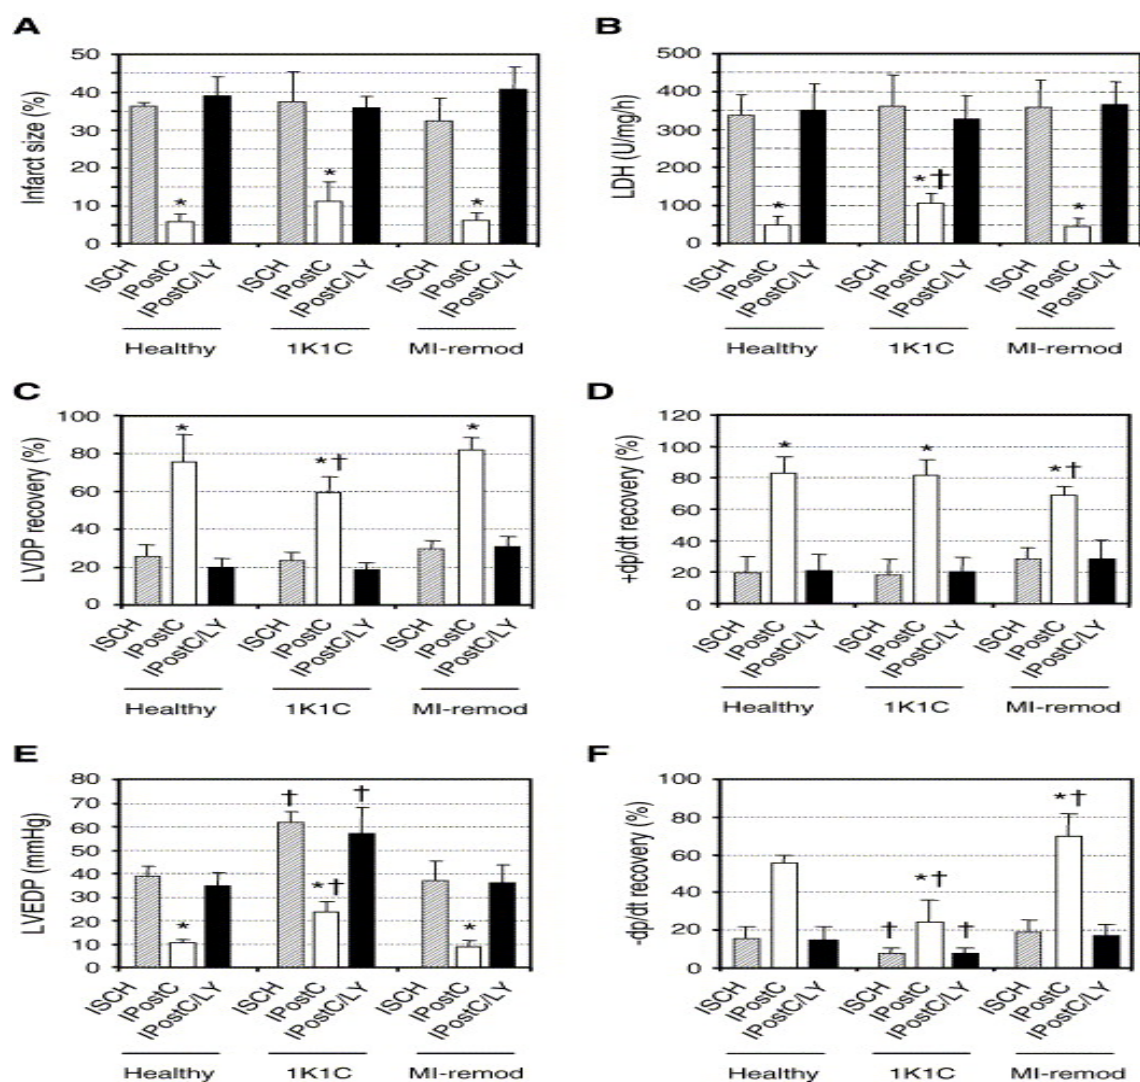 A
Infarct size (%)
50
40
30
20
10
0
*
*
*
ISCH IPostC IPostC/LY ISCH IPostC IPostC/LY ISCH IPostC IPostC/LY
Healthy 1K1C MI-remod
B
LDH (U/mg/h)
500
400
300
200
100
0
*
*†
*
ISCH IPostC IPostC/LY ISCH IPostC IPostC/LY ISCH IPostC IPostC/LY
Healthy 1K1C MI-remod
C
LVDP recovery (%)
100
80
60
40
20
0
*
*†
*
ISCH IPostC IPostC/LY ISCH IPostC IPostC/LY ISCH IPostC IPostC/LY
Healthy 1K1C MI-remod
D
+dp/dt recovery (%)
120
100
80
60
40
20
0
*
*
*†
ISCH IPostC IPostC/LY ISCH IPostC IPostC/LY ISCH IPostC IPostC/LY
Healthy 1K1C MI-remod
E
LVEDP (mmHg)
80
70
60
50
40
30
20
10
0
*
†
*†
†
*
ISCH IPostC IPostC/LY ISCH IPostC IPostC/LY ISCH IPostC IPostC/LY
Healthy 1K1C MI-remod
F
-dp/dt recovery (%)
100
80
60
40
20
0
†
*†
†
*†
ISCH IPostC IPostC/LY ISCH IPostC IPostC/LY ISCH IPostC IPostC/LY
Healthy 1K1C MI-remod